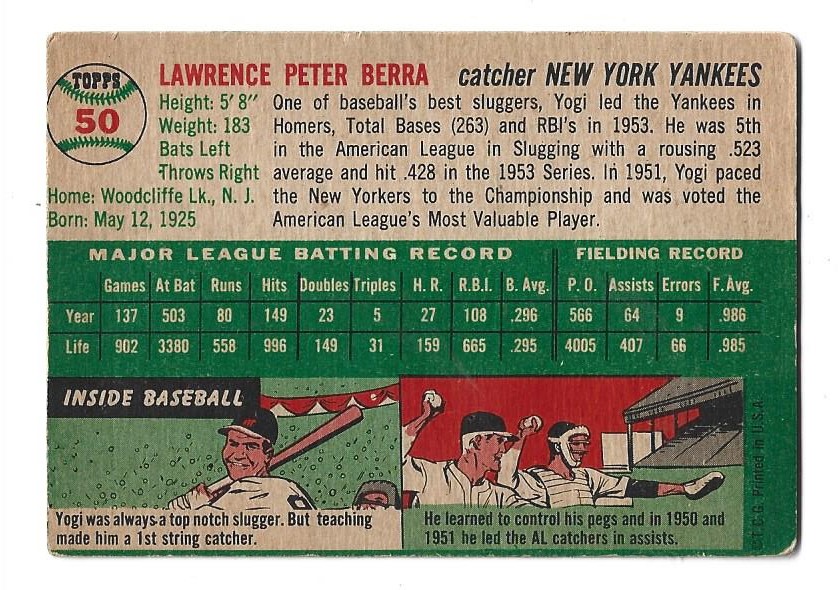 TOPPS
50
LAWRENCE PETER BERRA catcher NEW YORK YANKEES
Height: 5' 8"
Weight: 183
Bats Left
Throws Right
Home: Woodcliffe Lk., N. J.
Born: May 12, 1925
One of baseball's best sluggers, Yogi led the Yankees in
Homers, Total Bases (263) and RBI's in 1953. He was 5th
in the American League in Slugging with a rousing .523
average and hit .428 in the 1953 Series. In 1951, Yogi paced
the New Yorkers to the Championship and was voted the
American League's Most Valuable Player.
MAJOR LEAGUE BATTING RECORD FIELDING RECORD
Games At Bat Runs Hits Doubles Triples H. R. R.B.I. B. Avg. P. O. Assists Errors F. Avg.
Year 137 503 80 149 23 5 27 108 .296 566 64 9 .986
Life 902 3380 558 996 149 31 159 665 .295 4005 407 66 .985
INSIDE BASEBALL
Yogi was always a top notch slugger. But teaching
made him a 1st string catcher.
He learned to control his pegs and in 1950 and
1951 he led the AL catchers in assists.
©T.C.G. Printed in U.S.A.